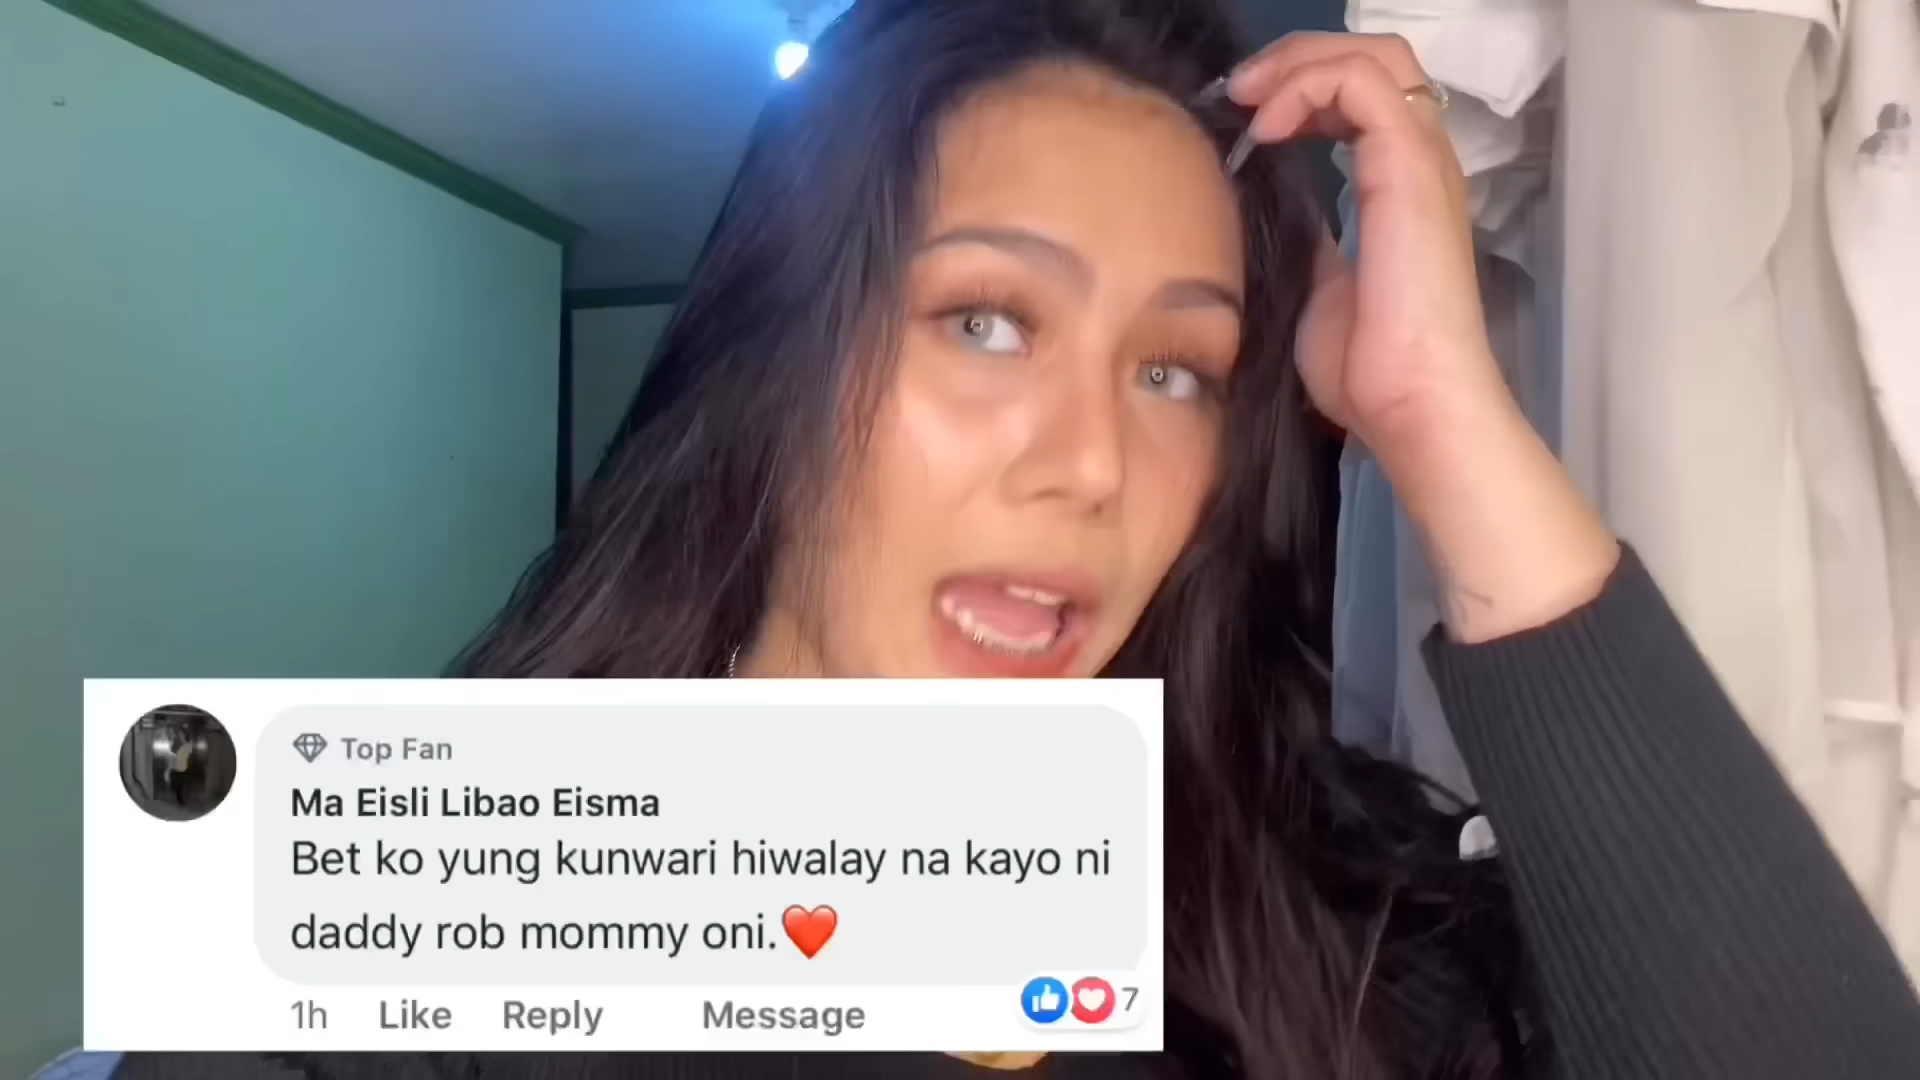 Top Fan
Ma Eisli Libao Eisma
Bet ko yung kunwari hiwalay na kayo ni
daddy rob mommy oni.❤️
1h Like Reply Message 7